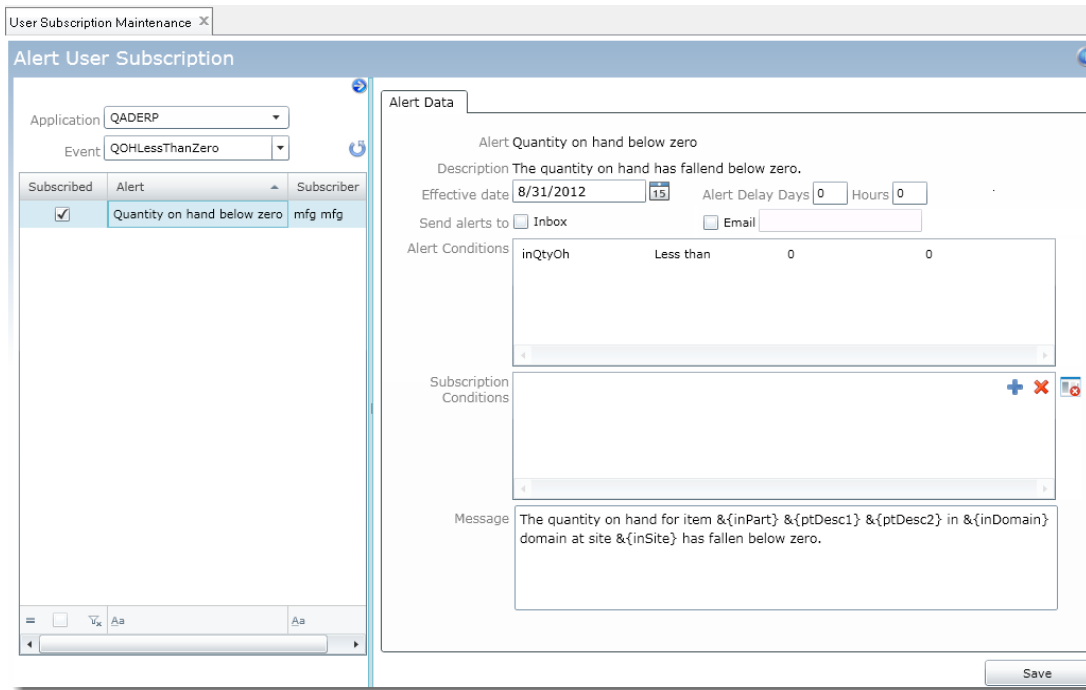 User Subscription Maintenance X
Alert User Subscription
Application QADERP
Event QOHLessThanZero
Subscribed Alert Subscriber
Quantity on hand below zero mfg mfg
= Aa Aa
Alert Data
Alert Quantity on hand below zero
Description The quantity on hand has fallend below zero.
Effective date 8/31/2012 15 Alert Delay Days 0 Hours 0
Send alerts to Inbox Email
Alert Conditions inQtyOh Less than 0 0
Subscription
Conditions
Message The quantity on hand for item &{inPart} &{ptDesc1} &{ptDesc2} in &{inDomain}
domain at site &{inSite} has fallen below zero.
Save